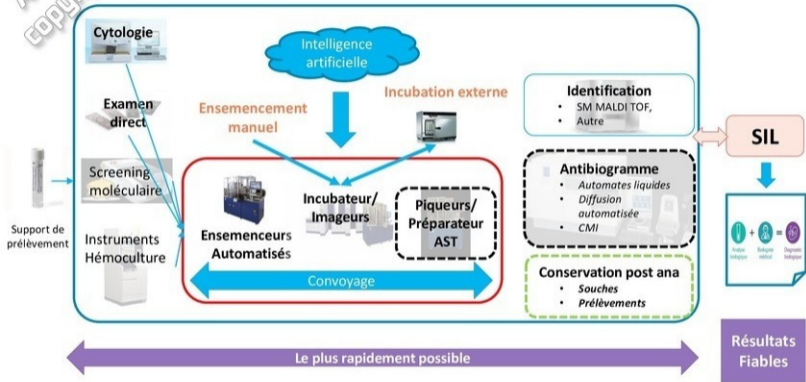 copy
Cytologie
Intelligence
artificielle
Examen
direct
Ensemencement
manuel
Incubation externe
Identification
• SM MALDI TOF,
• Autre
SIL
Screening
moléculaire
Support de
prélèvement
Instruments
Hémoculture
Ensemenceurs
Automatisés
Incubateur/
Imageurs
Piqueurs/
Préparateur
AST
Antibiogramme
• Automates liquides
• Diffusion
automatisée
• CMI
Convoyage
Conservation post ana
• Souches
• Prélèvements
Le plus rapidement possible
Résultats
Fiables